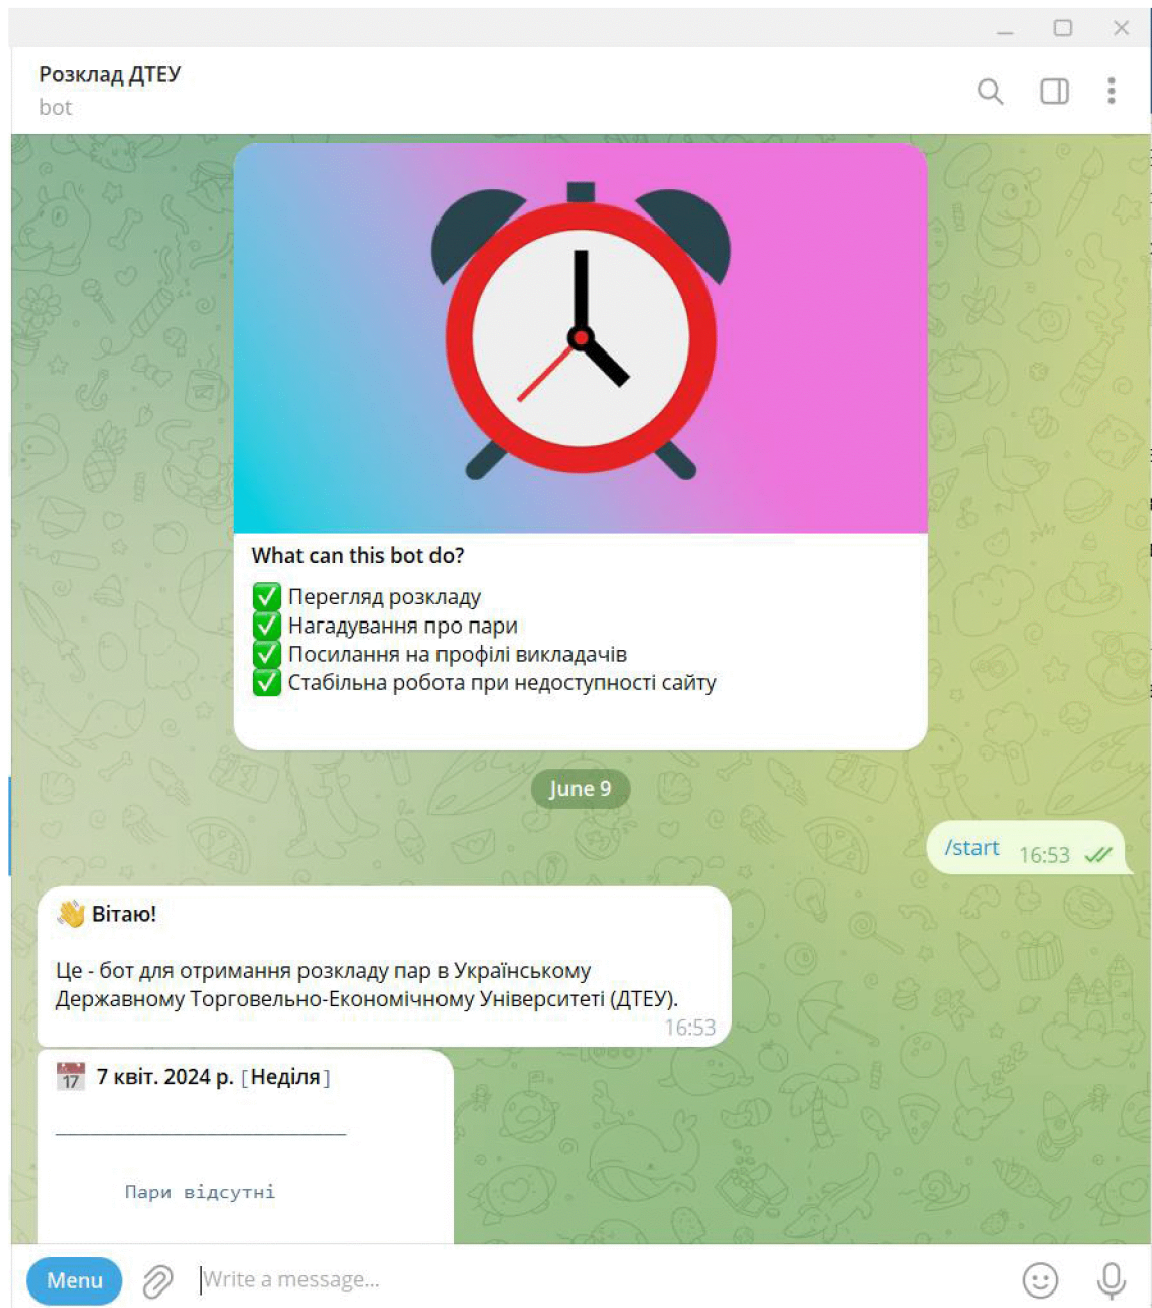 Розклад ДТЕУ
bot
What can this bot do?
✅ Перегляд розкладу
✅ Нагадування про пари
✅ Посилання на профілі викладачів
✅ Стабільна робота при недоступності сайту
June 9
/start 16:53
👋 Вітаю!
Це - бот для отримання розкладу пар в Українському
Державному Торговельно-Економічному Університеті (ДТЕУ).
16:53
📅 7 квіт. 2024 р. [Неділя]
Пари відсутні
Menu
Write a message...